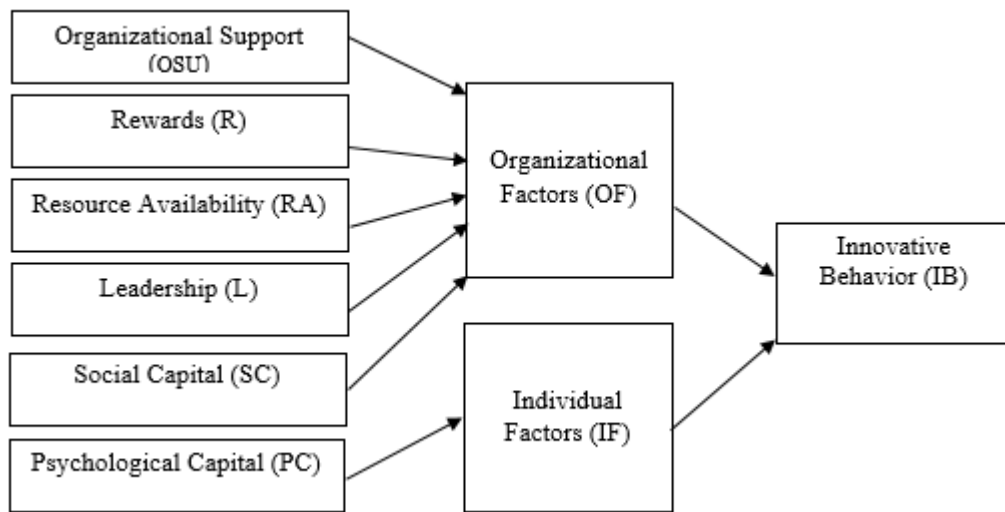 Organizational Support
(OSU)
Rewards (R)
Resource Availability (RA)
Leadership (L)
Social Capital (SC)
Psychological Capital (PC)
Organizational
Factors (OF)
Individual
Factors (IF)
Innovative
Behavior (IB)